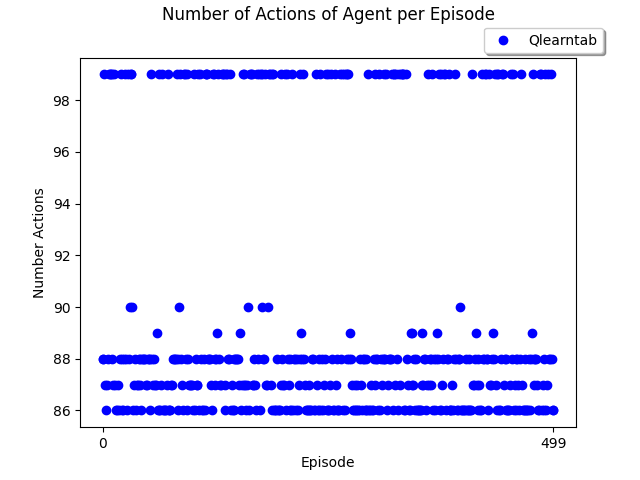 Number of Actions of Agent per Episode
Qlearntab
98
96
94
92
90
88
86
Number Actions
0
499
Episode